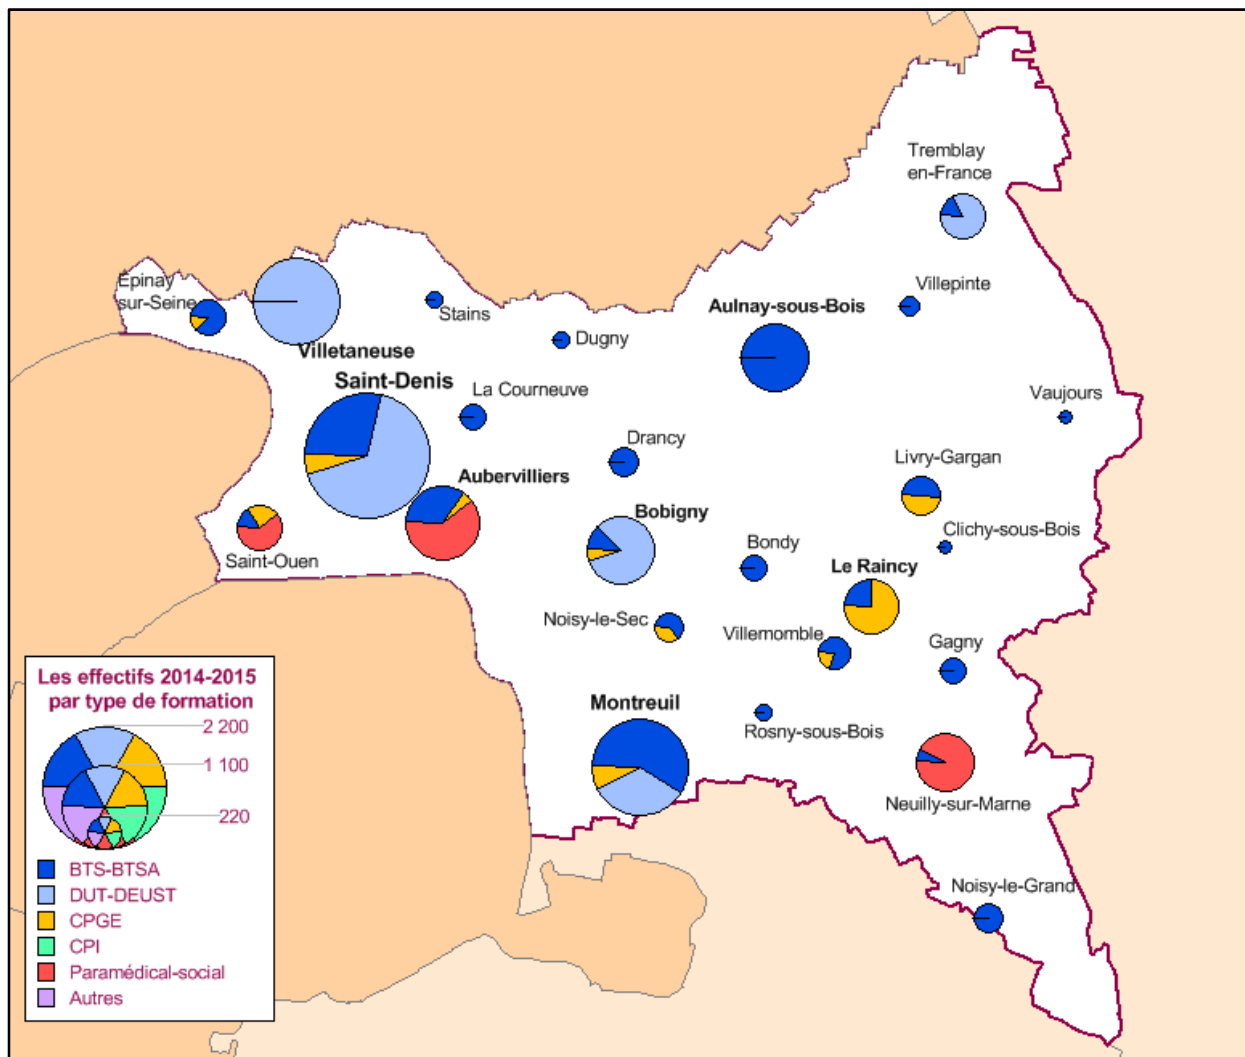 Tremblay
en-France
Epinay
sur-Seine
Villepinte
Stains
Aulnay-sous-Bois
Dugny
Villetaneuse
Saint-Denis
La Courneuve
Vaujours
Drancy
Livry-Gargan
Aubervilliers
Bobigny
Clichy-sous-Bois
Bondy
Saint-Ouen
Le Raincy
Noisy-le-Sec
Villemomble
Gagny
Les effectifs 2014-2015
par type de formation
2 200
1 100
220
BTS-BTSA
DUT-DEUST
CPGE
CPI
Paramédical-social
Autres
Montreuil
Rosny-sous-Bois
Neuilly-sur-Marne
Noisy-le-Grand